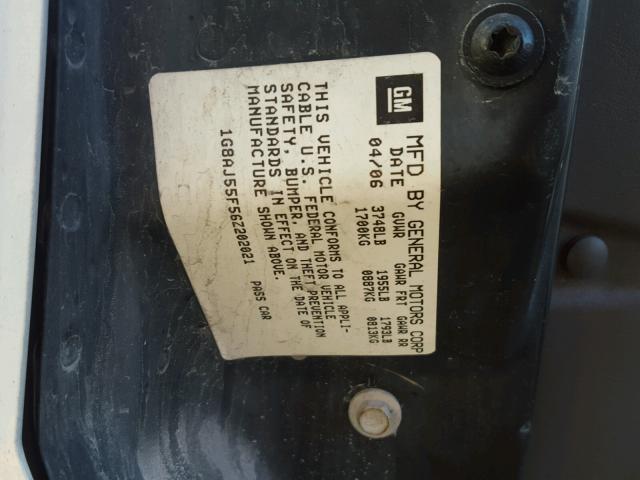 GM
MFD BY GENERAL MOTORS CORP
DATE GVWR GAWR FRT GAWR RR
04/06 3748LB 1955LB 1793LB
1700KG 0887KG 0813KG
THIS VEHICLE CONFORMS TO ALL APPLI-
CABLE U.S. FEDERAL MOTOR VEHICLE
SAFETY, BUMPER, AND THEFT PREVENTION
STANDARDS IN EFFECT ON THE DATE OF
MANUFACTURE SHOWN ABOVE.
1G8AJ55F56Z202021 PASS CAR